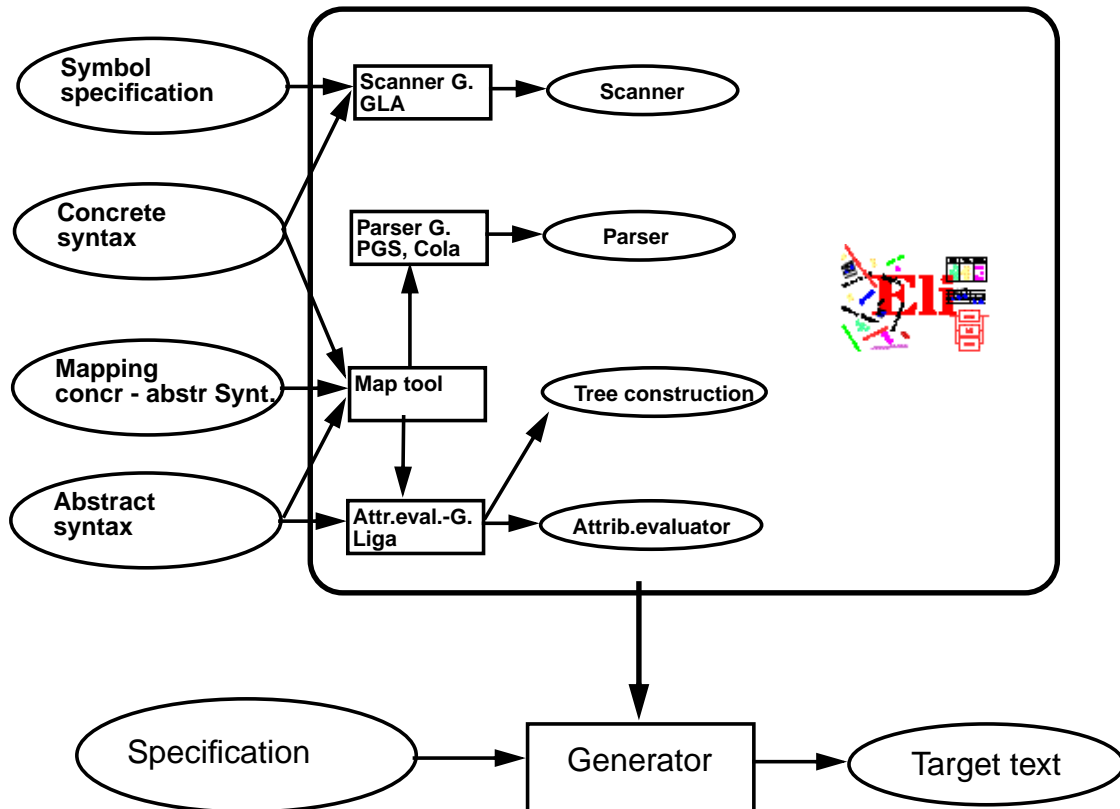 Symbol
specification
Scanner G.
GLA
Scanner
Concrete
syntax
Parser G.
PGS, Cola
Parser
Eli
Mapping
concr - abstr Synt.
Map tool
Tree construction
Abstract
syntax
Attr.eval.-G.
Liga
Attrib.evaluator
Specification
Generator
Target text